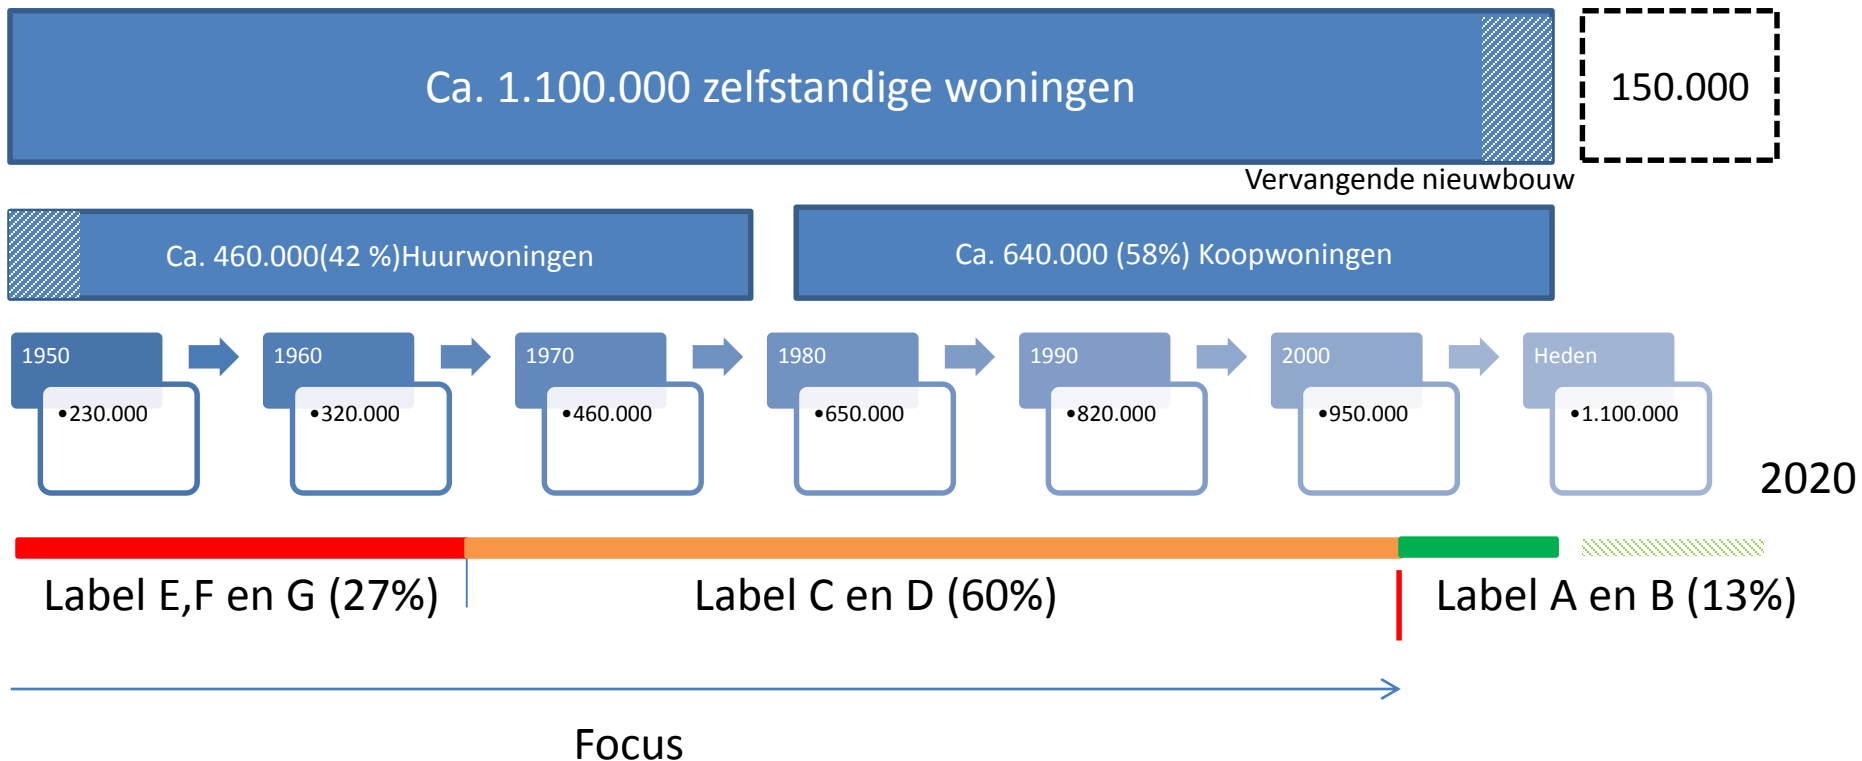 Ca. 1.100.000 zelfstandige woningen
150.000
Vervangende nieuwbouw
Ca. 460.000(42 %)Huurwoningen
Ca. 640.000 (58%) Koopwoningen
1950
1960
1970
1980
1990
2000
Heden
•230.000
•320.000
•460.000
•650.000
•820.000
•950.000
•1.100.000
2020
Label E,F en G (27%)
Label C en D (60%)
Label A en B (13%)
Focus